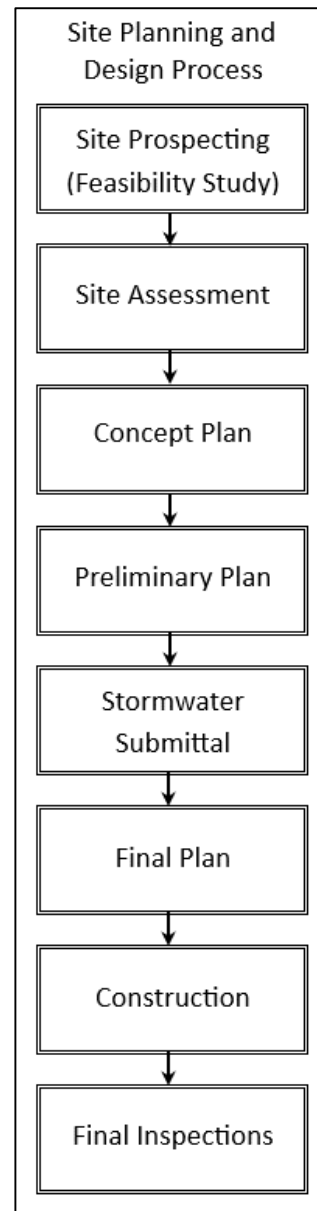 Site Planning and
Design Process
Site Prospecting
(Feasibility Study)
Site Assessment
Concept Plan
Preliminary Plan
Stormwater
Submittal
Final Plan
Construction
Final Inspections